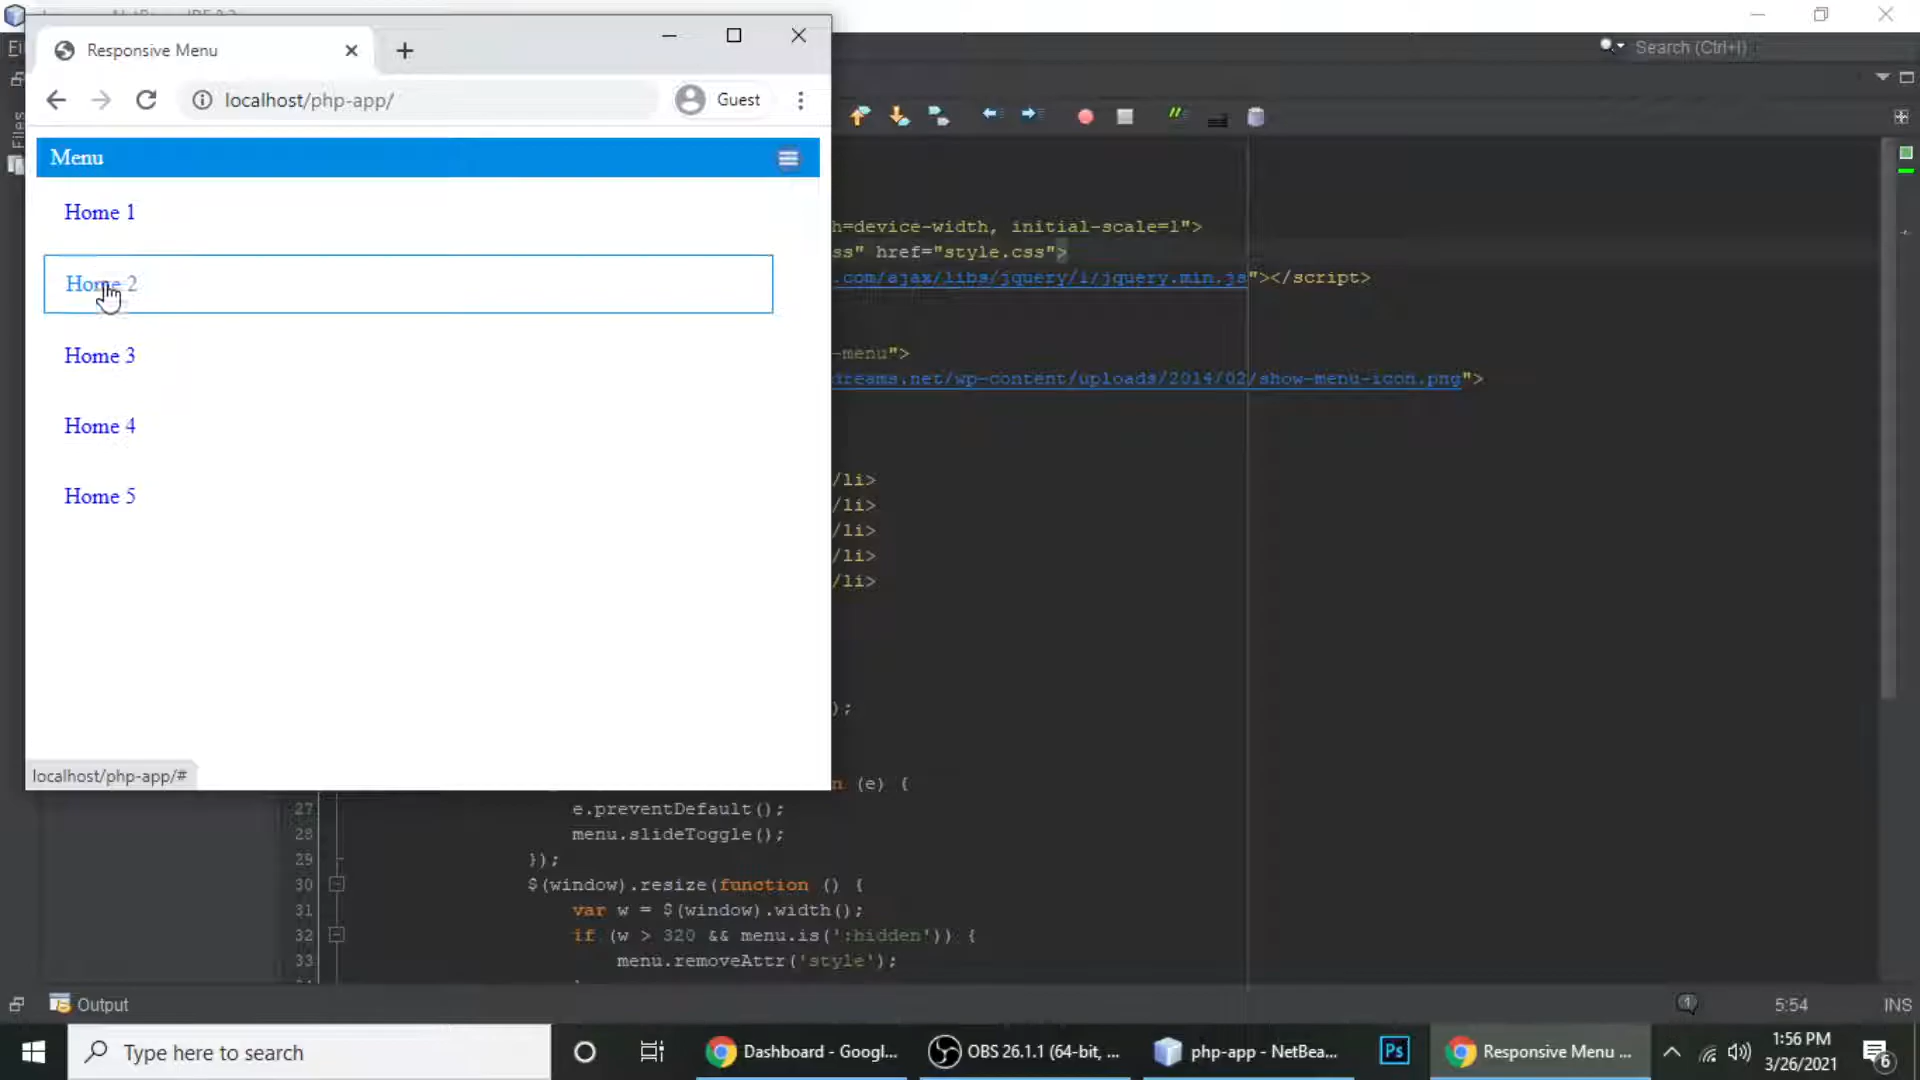 Responsive Menu
Search (Ctrl+I)
localhost/php-app/
Guest
Files
Menu
Home 1
Home 2
Home 3
Home 4
Home 5
localhost/php-app/#
h=device-width, initial-scale=1">
ss" href="style.css">
.com/ajax/libs/jquery/1/jquery.min.js"></script>
-menu">
dreams.net/wp-content/uploads/2014/02/show-menu-icon.png">
/li>
/li>
/li>
/li>
/li>
);
n (e) {
27 e.preventDefault();
28 menu.slideToggle();
29 });
30 $(window).resize(function () {
31 var w = $(window).width();
32 if (w > 320 && menu.is(':hidden')) {
33 menu.removeAttr('style');
Output
1
5:54
INS
Type here to search
Dashboard - Googl...
OBS 26.1.1 (64-bit, ...
php-app - NetBea...
Ps
Responsive Menu ...
1:56 PM
3/26/2021
6